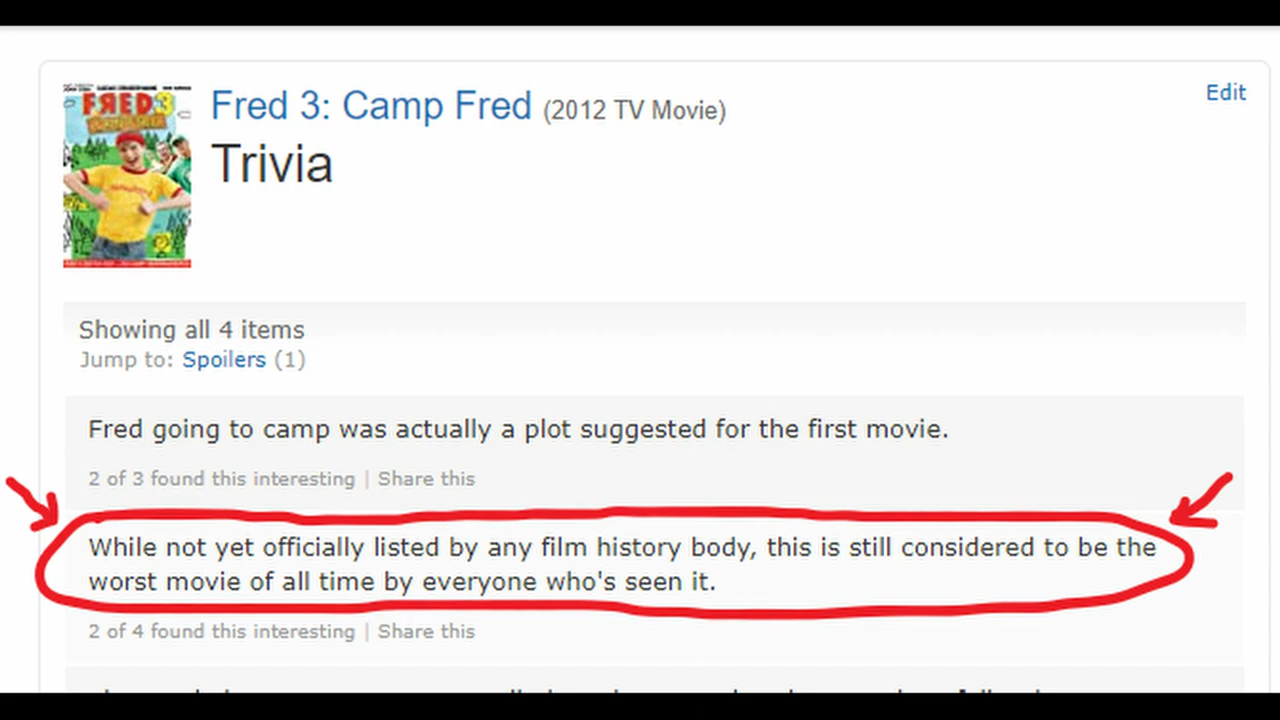 FRED 3
Fred 3: Camp Fred (2012 TV Movie)
Edit
Trivia
Showing all 4 items
Jump to: Spoilers (1)
Fred going to camp was actually a plot suggested for the first movie.
2 of 3 found this interesting | Share this
While not yet officially listed by any film history body, this is still considered to be the
worst movie of all time by everyone who's seen it.
2 of 4 found this interesting | Share this